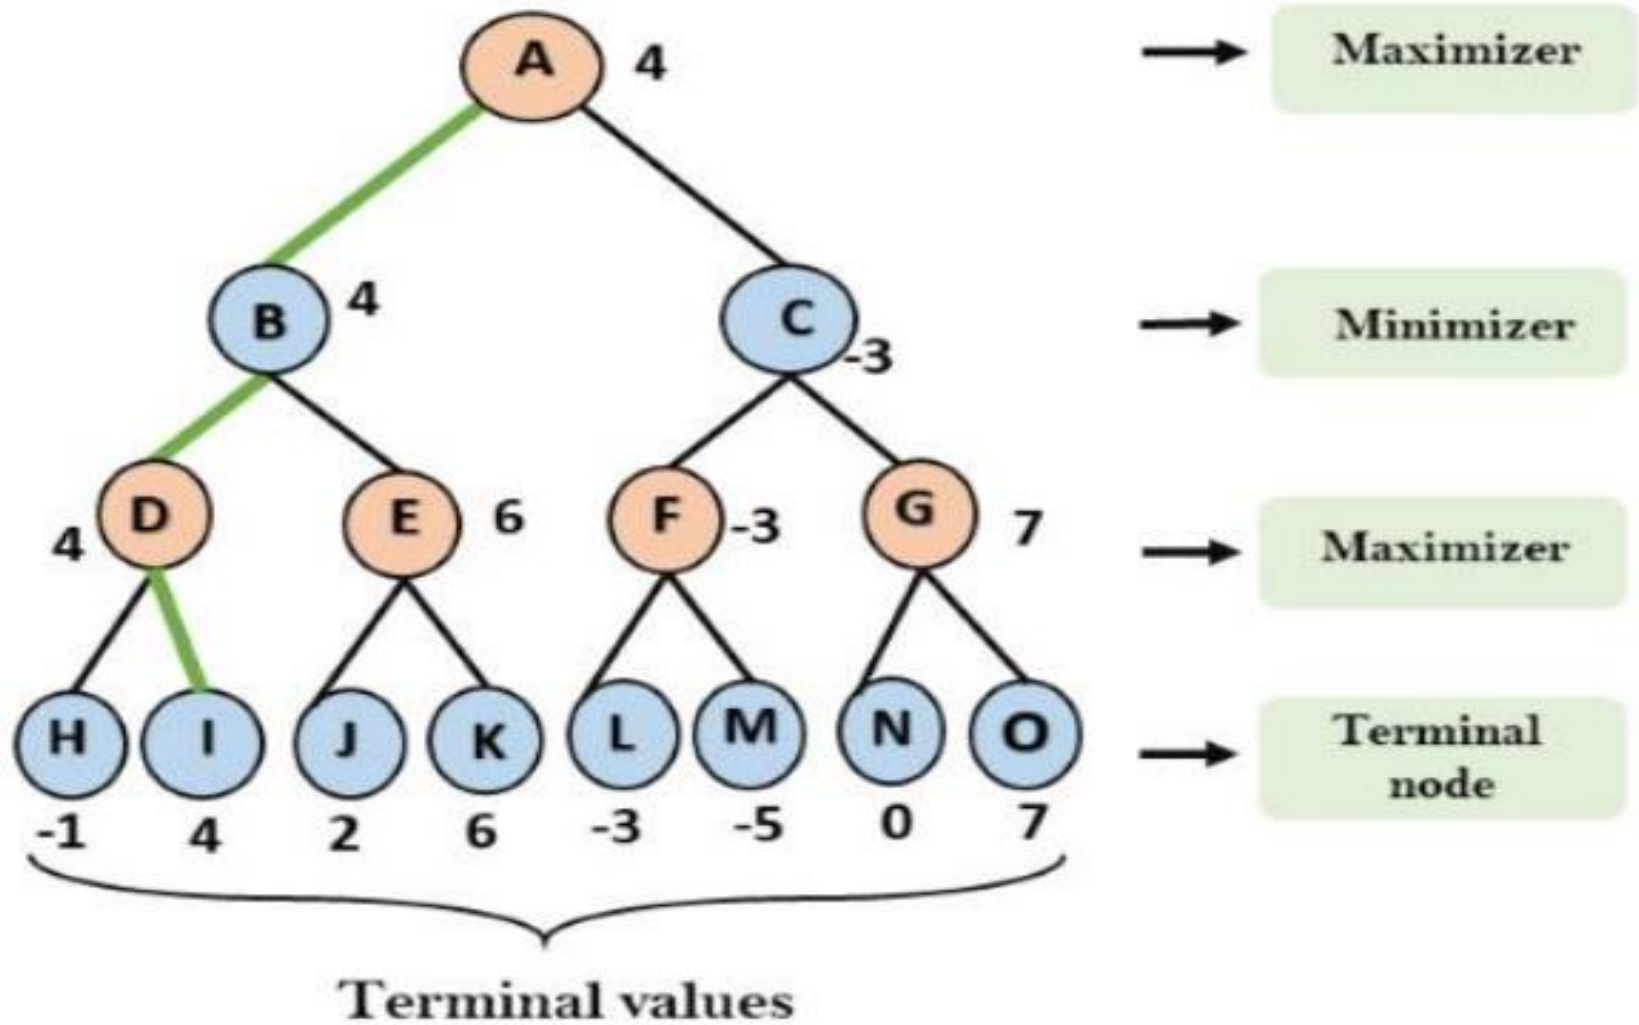 A 4 Maximizer
B 4 C -3 Minimizer
4 D E 6 F -3 G 7 Maximizer
H I J K L M N O Terminal
node
-1 4 2 6 -3 -5 0 7
Terminal values